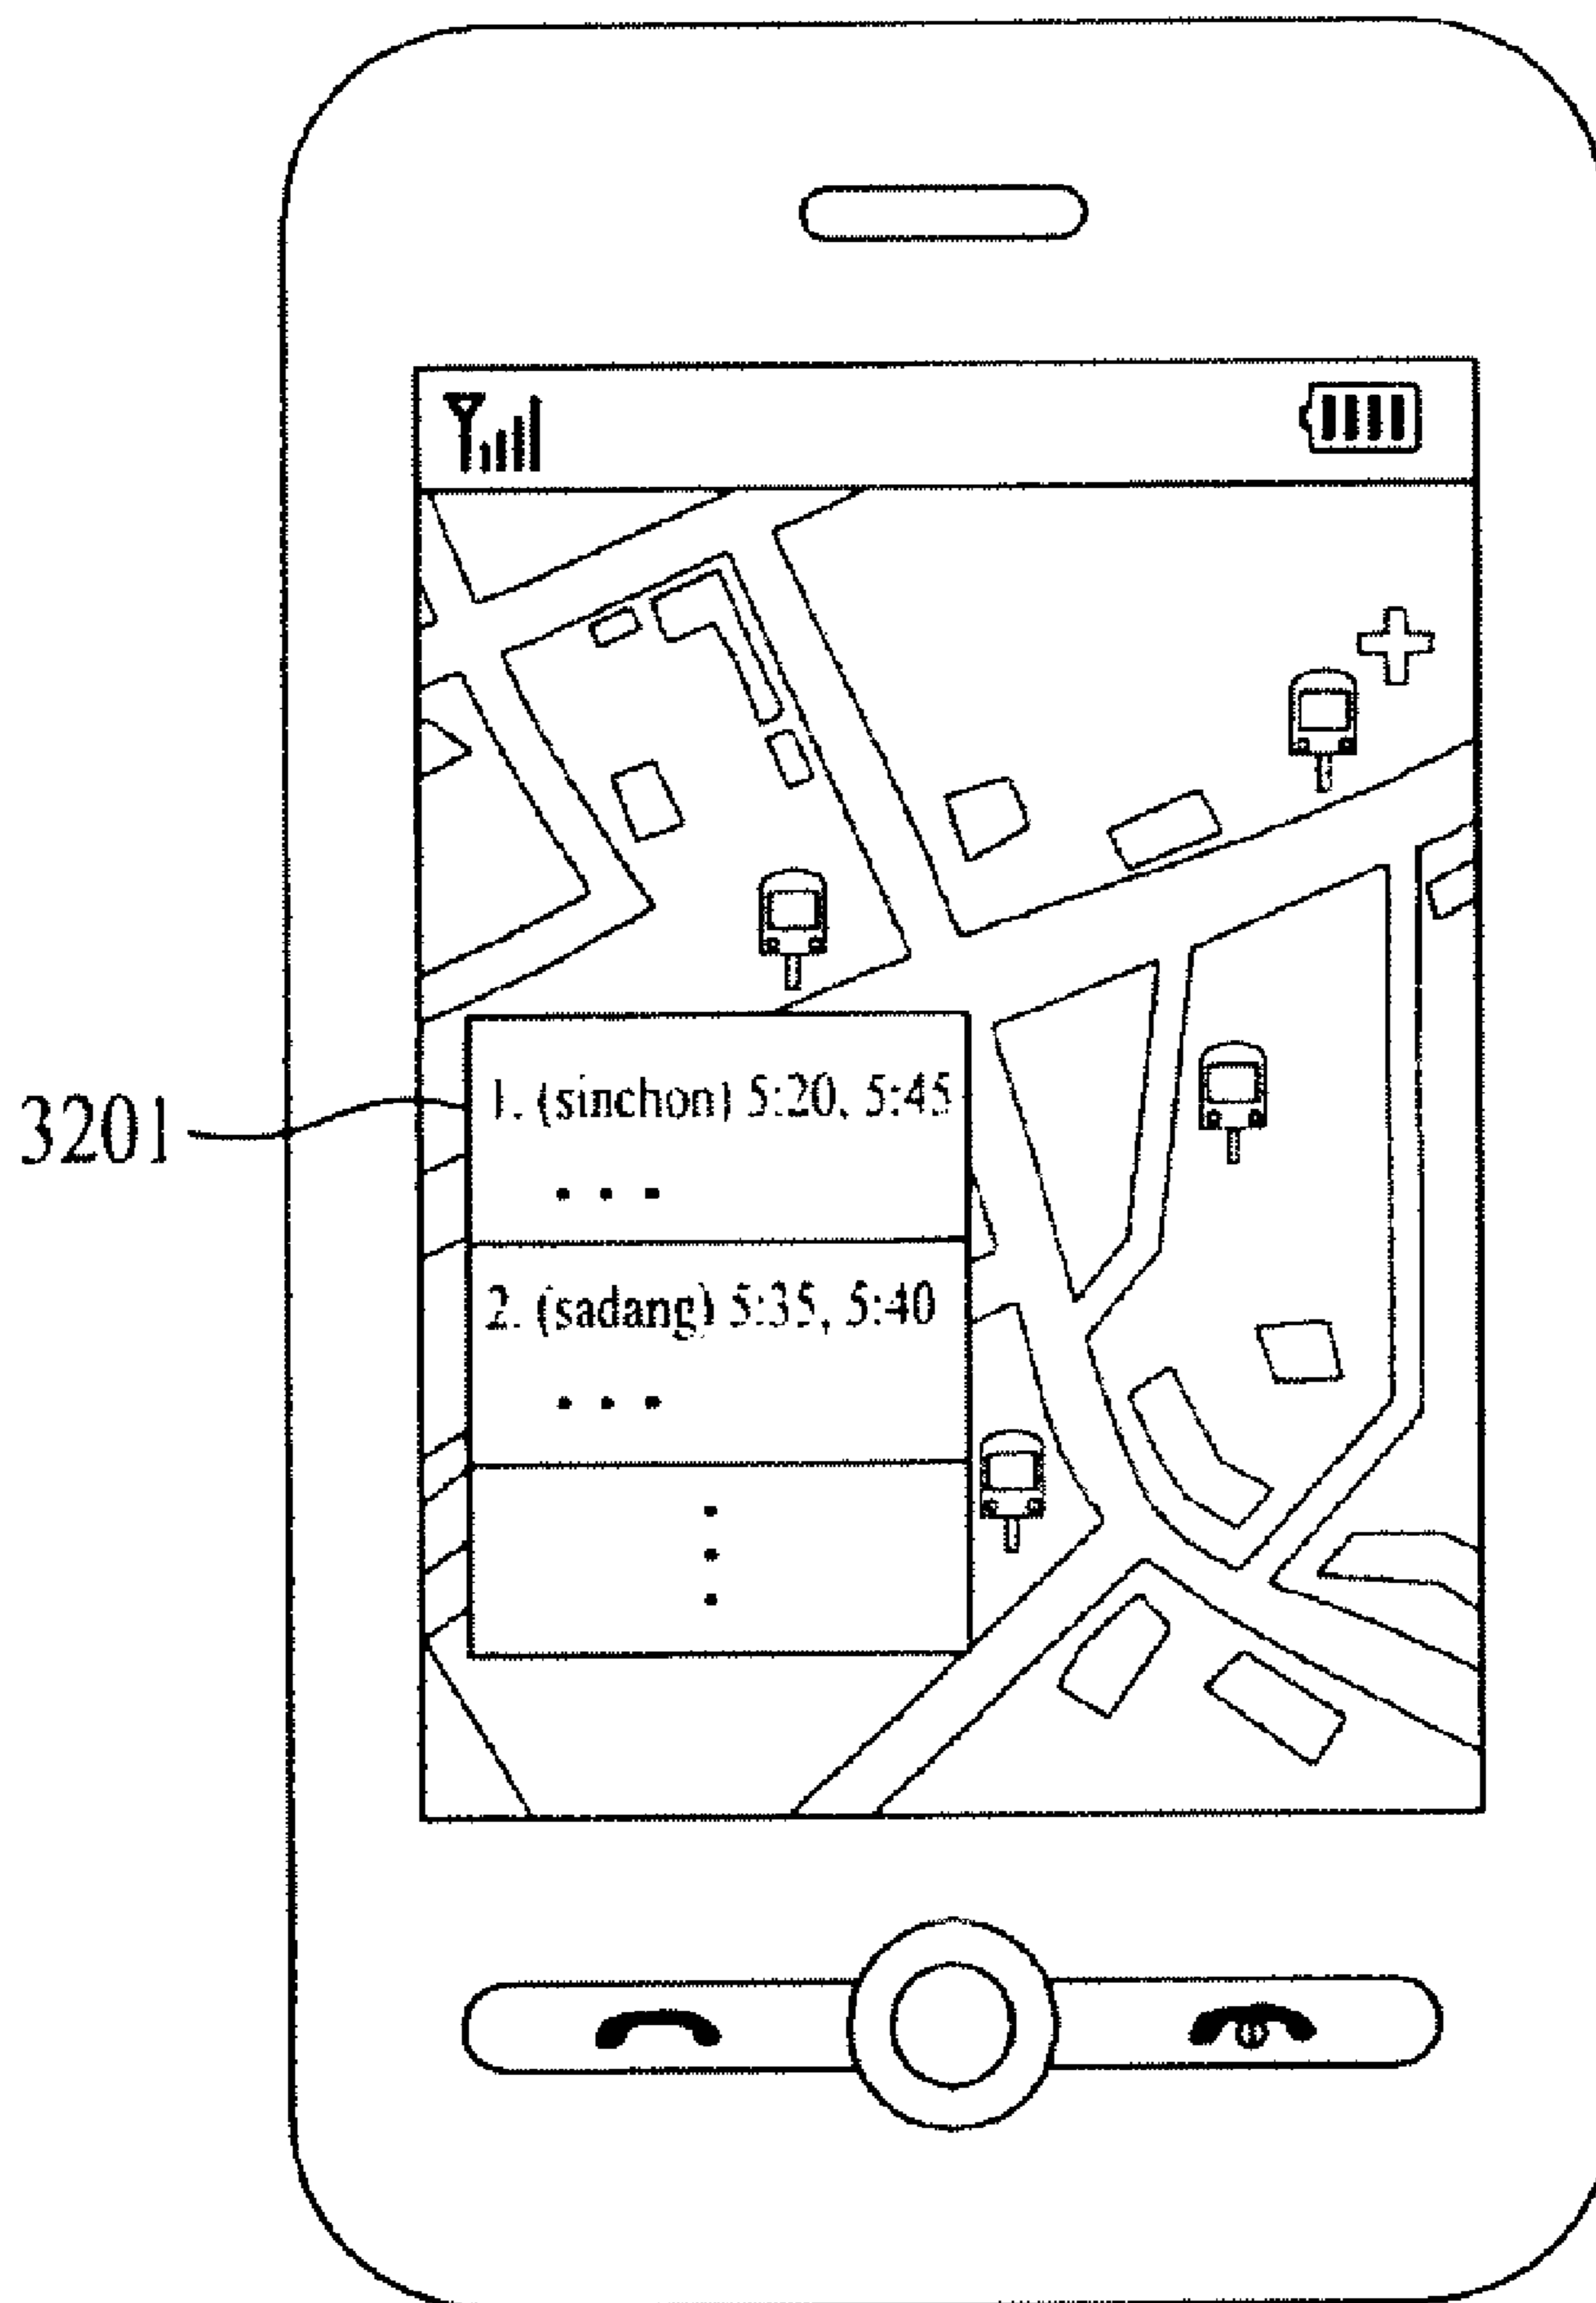 3201
1. (sinchon) 5:20, 5:45
. . .
2. (sadang) 5:35, 5:40
. . .